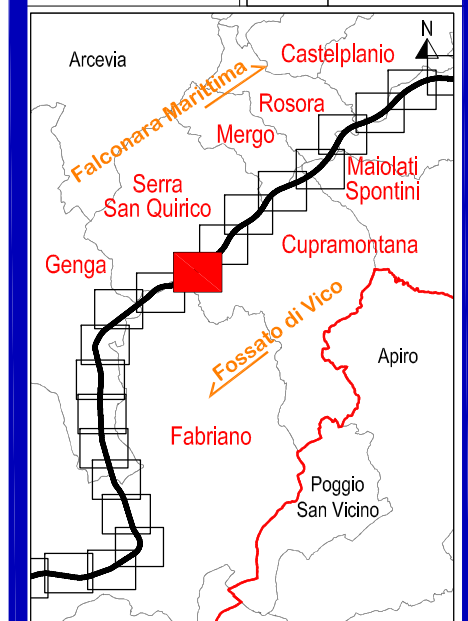 N
Arcevia
Castelplanio
Falconara Marittima
Rosora
Mergo
Maiolati
Spontini
Serra
San Quirico
Cupramontana
Genga
Fossato di Vico
Apiro
Fabriano
Poggio
San Vicino